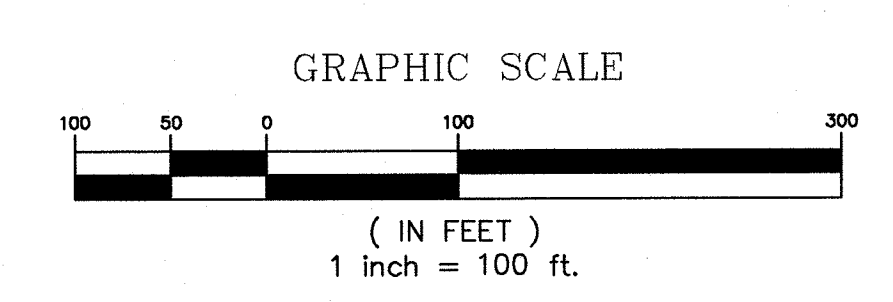 GRAPHIC SCALE
100 50 0 100 300
( IN FEET )
1 inch = 100 ft.